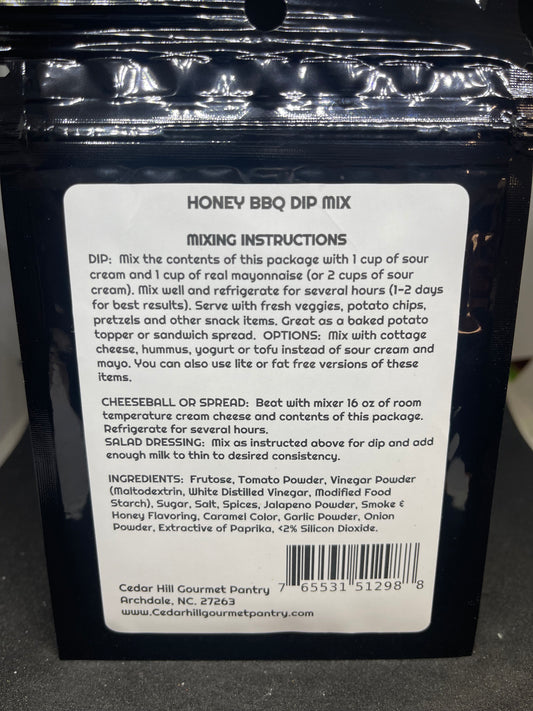 HONEY BBQ DIP MIX
MIXING INSTRUCTIONS
DIP: Mix the contents of this package with 1 cup of sour
cream and 1 cup of real mayonnaise (or 2 cups of sour
cream). Mix well and refrigerate for several hours (1-2 days
for best results). Serve with fresh veggies, potato chips,
pretzels and other snack items. Great as a baked potato
topper or sandwich spread. OPTIONS: Mix with cottage
cheese, hummus, yogurt or tofu instead of sour cream and
mayo. You can also use lite or fat free versions of these
items.
CHEESEBALL OR SPREAD: Beat with mixer 16 oz of room
temperature cream cheese and contents of this package.
Refrigerate for several hours.
SALAD DRESSING: Mix as instructed above for dip and add
enough milk to thin to desired consistency.
INGREDIENTS: Frutose, Tomato Powder, Vinegar Powder
(Maltodextrin, White Distilled Vinegar, Modified Food
Starch), Sugar, Salt, Spices, Jalapeno Powder, Smoke &
Honey Flavoring, Caramel Color, Garlic Powder, Onion
Powder, Extractive of Paprika, <2% Silicon Dioxide.
7 65531 51298 8
Cedar Hill Gourmet Pantry
Archdale, NC. 27263
www.Cedarhillgourmetpantry.com